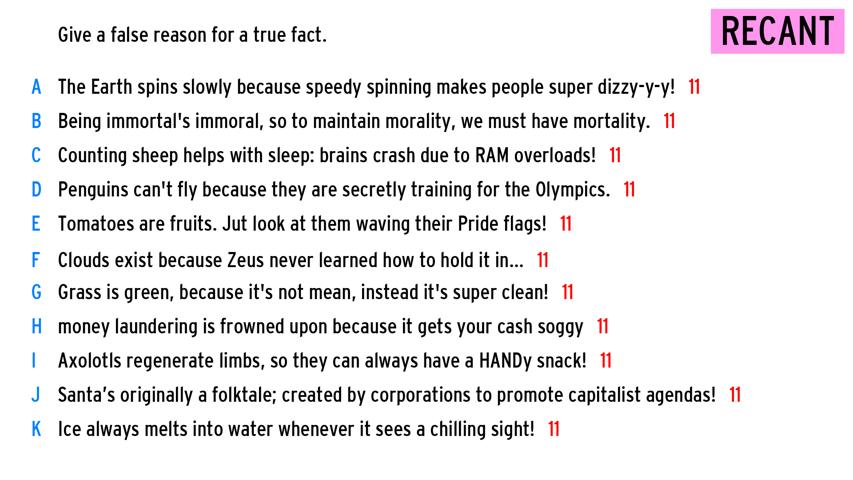 Give a false reason for a true fact.
RECANT
A The Earth spins slowly because speedy spinning makes people super dizzy-y-y! 11
B Being immortal's immoral, so to maintain morality, we must have mortality. 11
C Counting sheep helps with sleep: brains crash due to RAM overloads! 11
D Penguins can't fly because they are secretly training for the Olympics. 11
E Tomatoes are fruits. Jut look at them waving their Pride flags! 11
F Clouds exist because Zeus never learned how to hold it in... 11
G Grass is green, because it's not mean, instead it's super clean! 11
H money laundering is frowned upon because it gets your cash soggy 11
I Axolotls regenerate limbs, so they can always have a HANDy snack! 11
J Santa’s originally a folktale; created by corporations to promote capitalist agendas! 11
K Ice always melts into water whenever it sees a chilling sight! 11